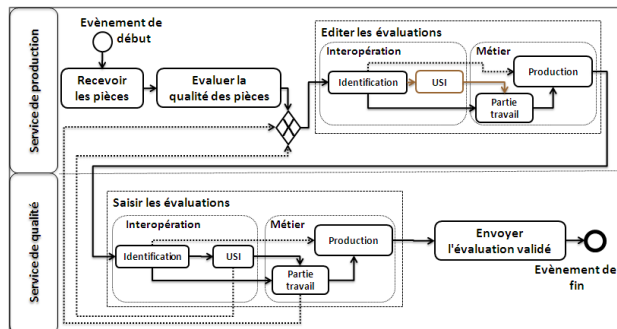 Evènement de
début
Service de production
Recevoir
les pièces
Evaluer la
qualité des pièces
Editer les évaluations
Interopération
Métier
Identification
USI
Production
Partie
travail
Service de qualité
Saisir les évaluations
Interopération
Métier
Identification
USI
Production
Partie
travail
Envoyer
l'évaluation validé
Evènement de
fin